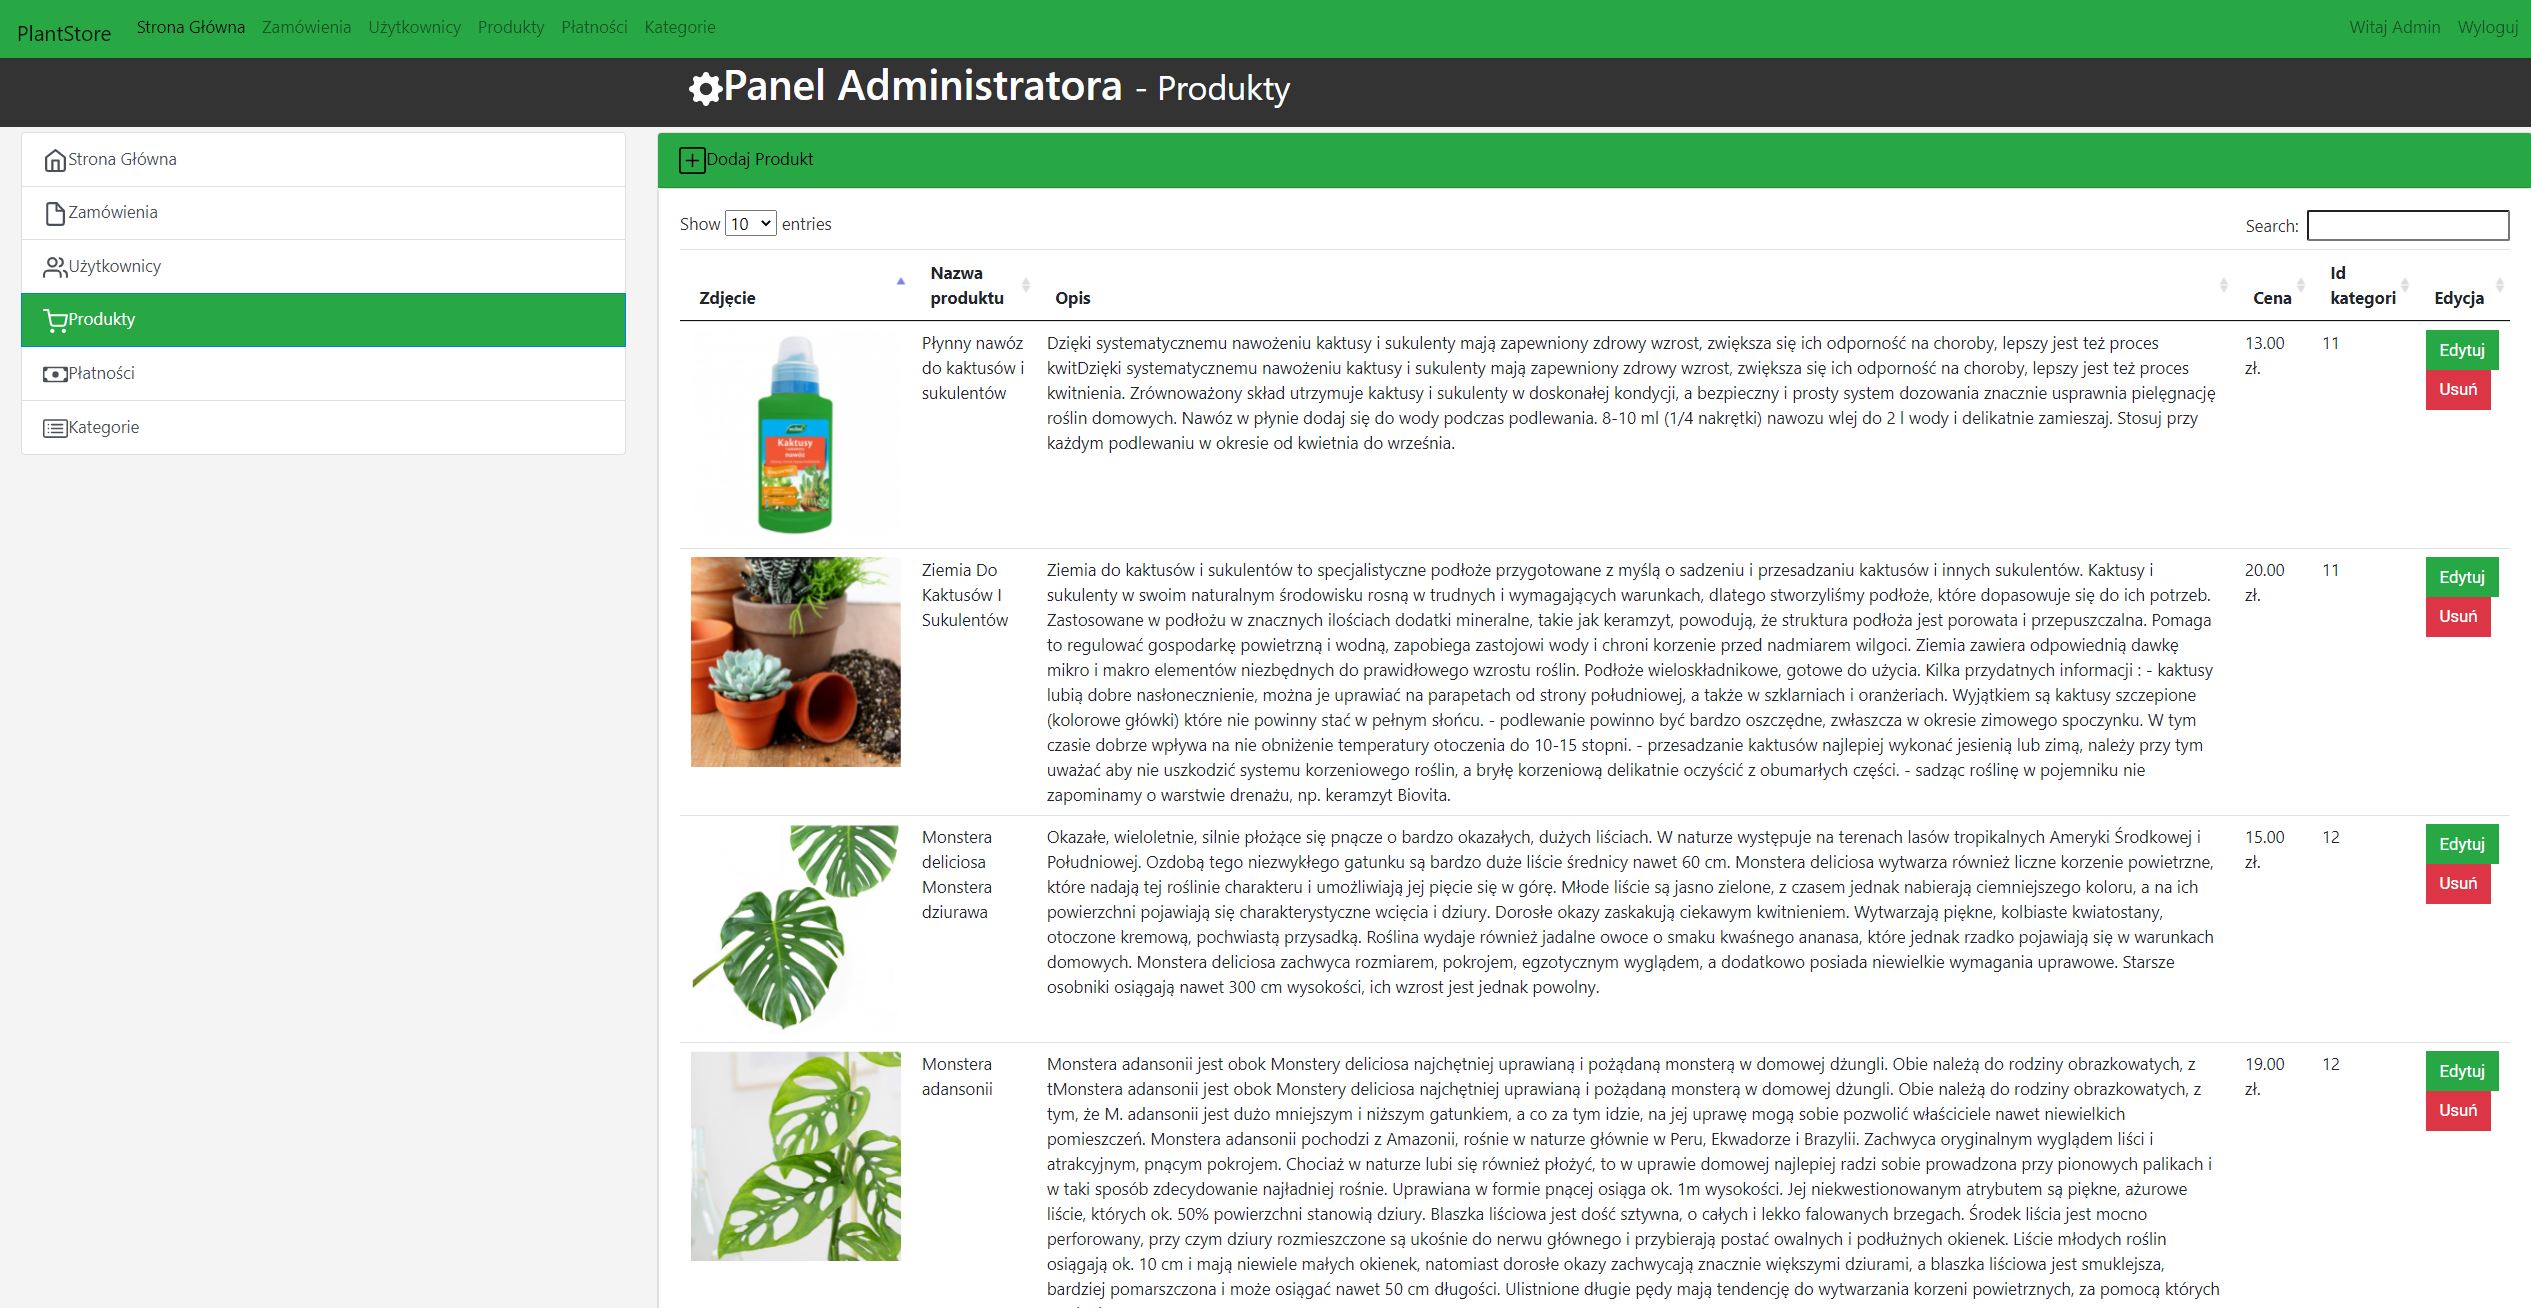 PlantStore Strona Główna Zamówienia Użytkownicy Produkty Płatności Kategorie Witaj Admin Wyloguj
Panel Administratora - Produkty
Strona Główna
Zamówienia
Użytkownicy
Produkty
Płatności
Kategorie
Dodaj Produkt
Show 10 entries Search:
Zdjęcie Nazwa produktu Opis Cena Id kategori Edycja
Kaktusy
nawóz
Płynny nawóz
do kaktusów i
sukulentów
Dzięki systematycznemu nawożeniu kaktusy i sukulenty mają zapewniony zdrowy wzrost, zwiększa się ich odporność na choroby, lepszy jest też proces
kwitDzięki systematycznemu nawożeniu kaktusy i sukulenty mają zapewniony zdrowy wzrost, zwiększa się ich odporność na choroby, lepszy jest też proces
kwitnienia. Zrównoważony skład utrzymuje kaktusy i sukulenty w doskonałej kondycji, a bezpieczny i prosty system dozowania znacznie usprawnia pielęgnację
roślin domowych. Nawóz w płynie dodaj się do wody podczas podlewania. 8-10 ml (1/4 nakrętki) nawozu wlej do 2 l wody i delikatnie zamieszaj. Stosuj przy
każdym podlewaniu w okresie od kwietnia do września.
13.00
zł.
11
Edytuj
Usuń
Ziemia Do
Kaktusów I
Sukulentów
Ziemia do kaktusów i sukulentów to specjalistyczne podłoże przygotowane z myślą o sadzeniu i przesadzaniu kaktusów i innych sukulentów. Kaktusy i
sukulenty w swoim naturalnym środowisku rosną w trudnych i wymagających warunkach, dlatego stworzyliśmy podłoże, które dopasowuje się do ich potrzeb.
Zastosowane w podłożu w znacznych ilościach dodatki mineralne, takie jak keramzyt, powodują, że struktura podłoża jest porowata i przepuszczalna. Pomaga
to regulować gospodarkę powietrzną i wodną, zapobiega zastojowi wody i chroni korzenie przed nadmiarem wilgoci. Ziemia zawiera odpowiednią dawkę
mikro i makro elementów niezbędnych do prawidłowego wzrostu roślin. Podłoże wieloskładnikowe, gotowe do użycia. Kilka przydatnych informacji : - kaktusy
lubią dobre nasłonecznienie, można je uprawiać na parapetach od strony południowej, a także w szklarniach i oranżeriach. Wyjątkiem są kaktusy szczepione
(kolorowe główki) które nie powinny stać w pełnym słońcu. - podlewanie powinno być bardzo oszczędne, zwłaszcza w okresie zimowego spoczynku. W tym
czasie dobrze wpływa na nie obniżenie temperatury otoczenia do 10-15 stopni. - przesadzanie kaktusów najlepiej wykonać jesienią lub zimą, należy przy tym
uważać aby nie uszkodzić systemu korzeniowego roślin, a bryłę korzeniową delikatnie oczyścić z obumarłych części. - sadząc roślinę w pojemniku nie
zapominamy o warstwie drenażu, np. keramzyt Biovita.
20.00
zł.
11
Edytuj
Usuń
Monstera
deliciosa
Monstera
dziurawa
Okazałe, wieloletnie, silnie płożące się pnącze o bardzo okazałych, dużych liściach. W naturze występuje na terenach lasów tropikalnych Ameryki Środkowej i
Południowej. Ozdobą tego niezwykłego gatunku są bardzo duże liście średnicy nawet 60 cm. Monstera deliciosa wytwarza również liczne korzenie powietrzne,
które nadają tej roślinie charakteru i umożliwiają jej pięcie się w górę. Młode liście są jasno zielone, z czasem jednak nabierają ciemniejszego koloru, a na ich
powierzchni pojawiają się charakterystyczne wcięcia i dziury. Dorosłe okazy zaskakują ciekawym kwitnieniem. Wytwarzają piękne, kolbiaste kwiatostany,
otoczone kremową, pochwiastą przysadką. Roślina wydaje również jadalne owoce o smaku kwaśnego ananasa, które jednak rzadko pojawiają się w warunkach
domowych. Monstera deliciosa zachwyca rozmiarem, pokrojem, egzotycznym wyglądem, a dodatkowo posiada niewielkie wymagania uprawowe. Starsze
osobniki osiągają nawet 300 cm wysokości, ich wzrost jest jednak powolny.
15.00
zł.
12
Edytuj
Usuń
Monstera
adansonii
Monstera adansonii jest obok Monstery deliciosa najchętniej uprawianą i pożądaną monsterą w domowej dżungli. Obie należą do rodziny obrazkowatych, z
tMonstera adansonii jest obok Monstery deliciosa najchętniej uprawianą i pożądaną monsterą w domowej dżungli. Obie należą do rodziny obrazkowatych, z
tym, że M. adansonii jest dużo mniejszym i niższym gatunkiem, a co za tym idzie, na jej uprawę mogą sobie pozwolić właściciele nawet niewielkich
pomieszczeń. Monstera adansonii pochodzi z Amazonii, rośnie w naturze głównie w Peru, Ekwadorze i Brazylii. Zachwyca oryginalnym wyglądem liści i
atrakcyjnym, pnącym pokrojem. Chociaż w naturze lubi się również płożyć, to w uprawie domowej najlepiej radzi sobie prowadzona przy pionowych palikach i
w taki sposób zdecydowanie najładniej rośnie. Uprawiana w formie pnącej osiąga ok. 1m wysokości. Jej niekwestionowanym atrybutem są piękne, ażurowe
liście, których ok. 50% powierzchni stanowią dziury. Blaszka liściowa jest dość sztywna, o całych i lekko falowanych brzegach. Środek liścia jest mocno
perforowany, przy czym dziury rozmieszczone są ukośnie do nerwu głównego i przybierają postać owalnych i podłużnych okienek. Liście młodych roślin
osiągają ok. 10 cm i mają niewiele małych okienek, natomiast dorosłe okazy zachwycają znacznie większymi dziurami, a blaszka liściowa jest smuklejsza,
bardziej pomarszczona i może osiągać nawet 50 cm długości. Ulistnione długie pędy mają tendencję do wytwarzania korzeni powietrznych, za pomocą których
19.00
zł.
12
Edytuj
Usuń